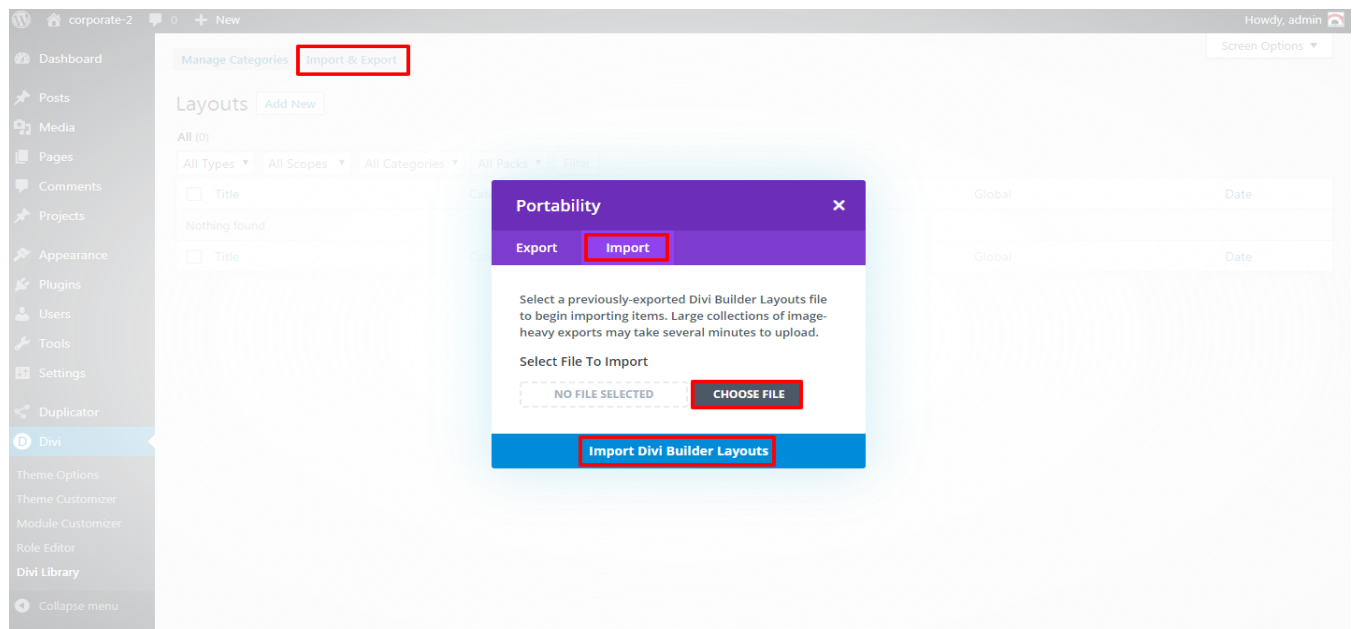 corporate-2 0 New Howdy, admin
Screen Options
Dashboard
Posts
Media
Pages
Comments
Projects
Appearance
Plugins
Users
Tools
Settings
Duplicator
Divi
Theme Options
Theme Customizer
Module Customizer
Role Editor
Divi Library
Collapse menu
Manage Categories Import & Export
Layouts Add New
All (0)
All Types All Scopes All Categories All Packs Filter
Title Global Date
Nothing found
Title Global Date
Portability
Export Import
Select a previously-exported Divi Builder Layouts file
to begin importing items. Large collections of image-
heavy exports may take several minutes to upload.
Select File To Import
NO FILE SELECTED CHOOSE FILE
Import Divi Builder Layouts